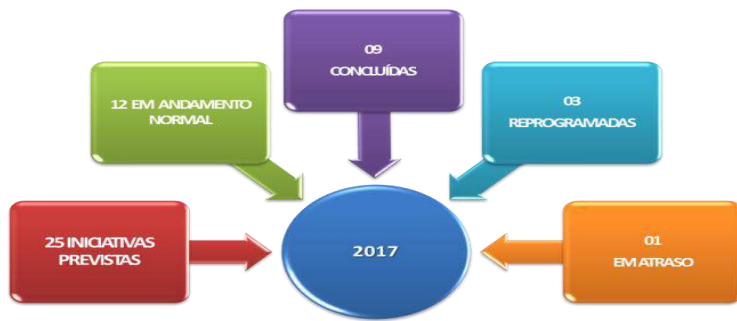 25 INICIATIVAS
PREVISTAS
12 EM ANDAMENTO
NORMAL
09
CONCLUÍDAS
03
REPROGRAMADAS
01
EM ATRASO
2017